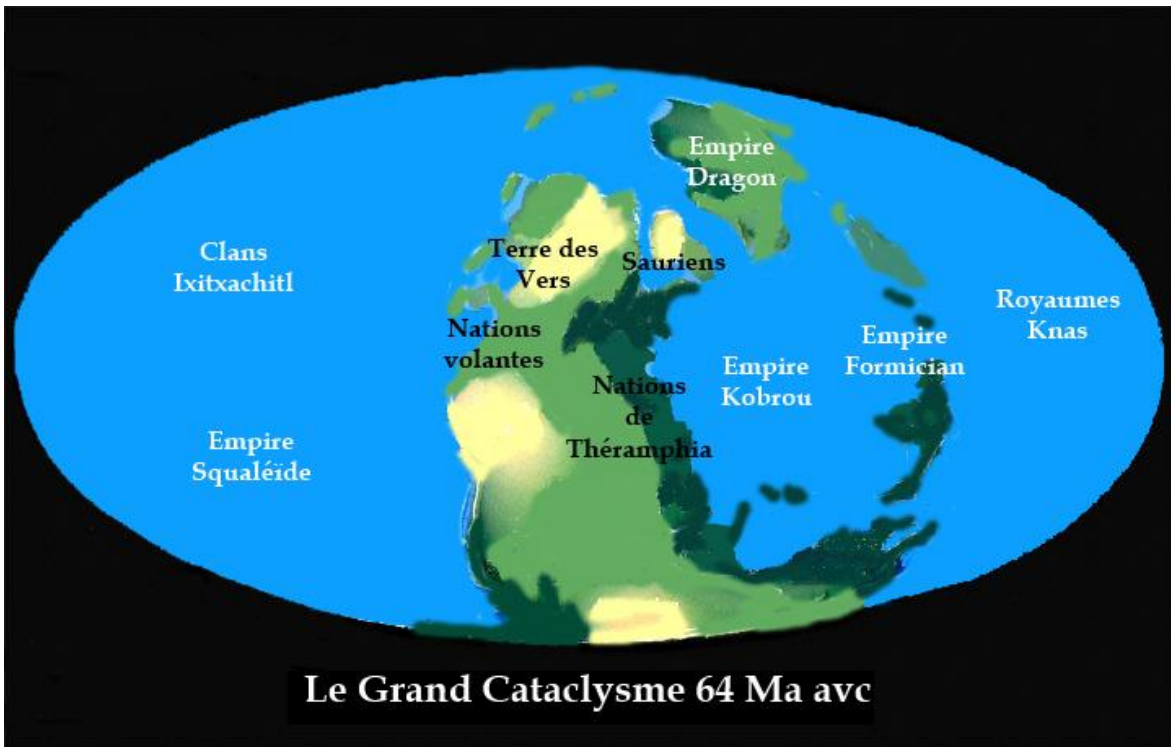 Empire
Dragon
Clans
Ixitxachitl
Terre des
Vers
Sauriens
Royaumes
Knas
Nations
volantes
Empire
Formician
Empire
Kobrou
Nations
de
Théramphia
Empire
Squaléïde
Le Grand Cataclysme 64 Ma avc